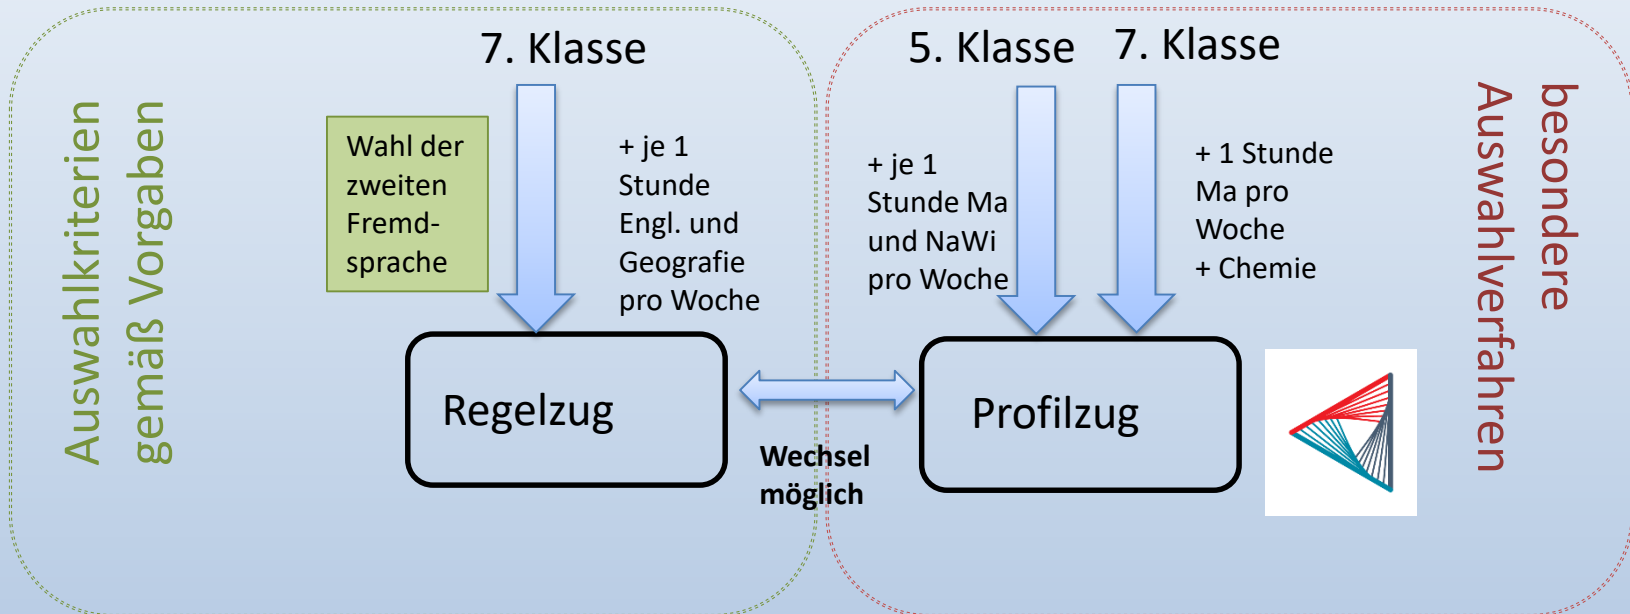 Auswahlkriterien
gemäß Vorgaben
7. Klasse
Wahl der
zweiten
Fremd-
sprache
+ je 1
Stunde
Engl. und
Geografie
pro Woche
Regelzug
Wechsel
möglich
5. Klasse
7. Klasse
+ je 1
Stunde Ma
und NaWi
pro Woche
+ 1 Stunde
Ma pro
Woche
+ Chemie
Profilzug
besondere
Auswahlverfahren